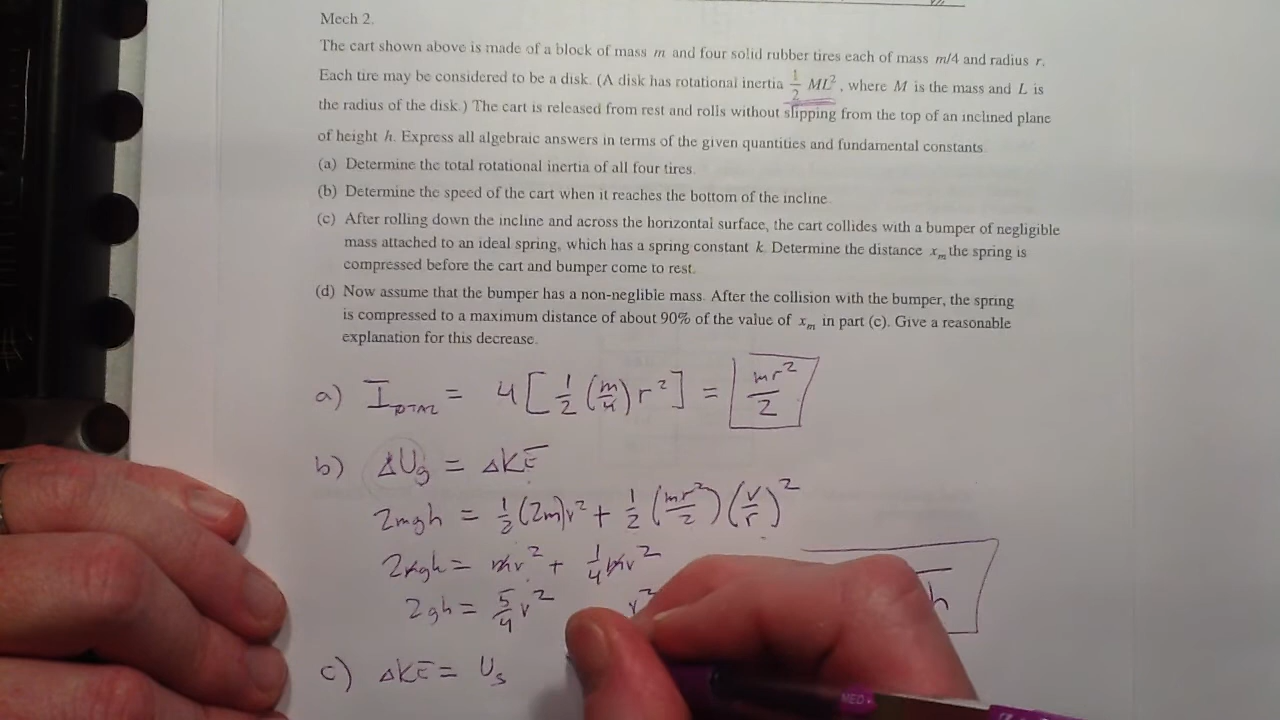 Mech 2.
The cart shown above is made of a block of mass m and four solid rubber tires each of mass m/4 and radius r.
Each tire may be considered to be a disk. (A disk has rotational inertia 1/2 ML², where M is the mass and L is
the radius of the disk.) The cart is released from rest and rolls without slipping from the top of an inclined plane
of height h. Express all algebraic answers in terms of the given quantities and fundamental constants.
(a) Determine the total rotational inertia of all four tires.
(b) Determine the speed of the cart when it reaches the bottom of the incline.
(c) After rolling down the incline and across the horizontal surface, the cart collides with a bumper of negligible
mass attached to an ideal spring, which has a spring constant k. Determine the distance xₘ the spring is
compressed before the cart and bumper come to rest.
(d) Now assume that the bumper has a non-neglible mass. After the collision with the bumper, the spring
is compressed to a maximum distance of about 90% of the value of xₘ in part (c). Give a reasonable
explanation for this decrease.
a) I TOTAL = 4[1/2 (m/4) r²] = mr²/2
b) ΔUg = ΔKE
2mgh = 1/2 (2m)v² + 1/2 (mr²/2)(v/r)²
2mgh = mv² + 1/4 mv²
2gh = 5/4 v² v² h
c) ΔKE = Us
MED